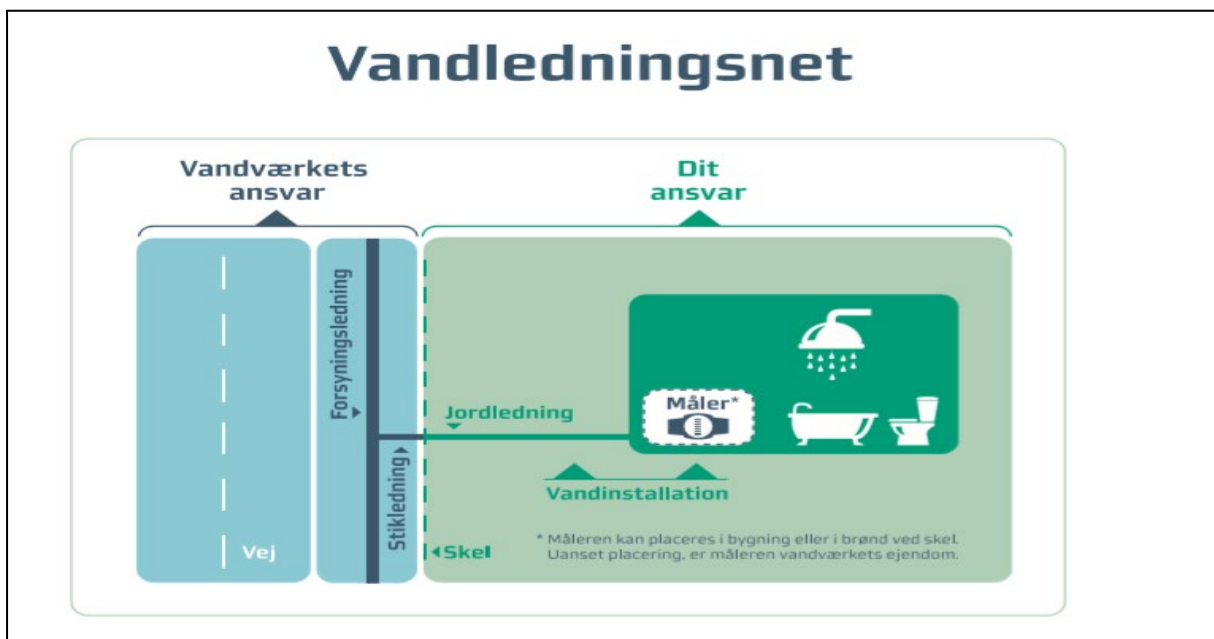 Vandledningsnet
Vandværkets
ansvar
Dit
ansvar
Forsyningsledning
Stikledning
Jordledning
Måler*
Vandinstallation
Vej
Skel
* Måleren kan placeres i bygning eller i brønd ved skel.
Uanset placering, er måleren vandværkets ejendom.